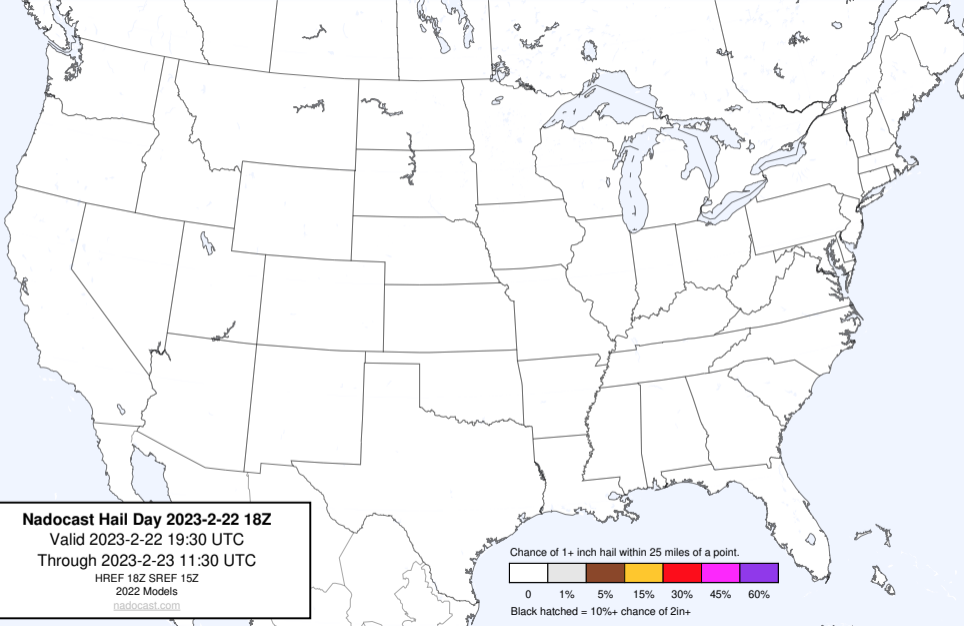 Nadocast Hail Day 2023-2-22 18Z
Valid 2023-2-22 19:30 UTC
Through 2023-2-23 11:30 UTC
HREF 18Z SREF 15Z
2022 Models
nadocast.com
Chance of 1+ inch hail within 25 miles of a point.
0 1% 5% 15% 30% 45% 60%
Black hatched = 10%+ chance of 2in+